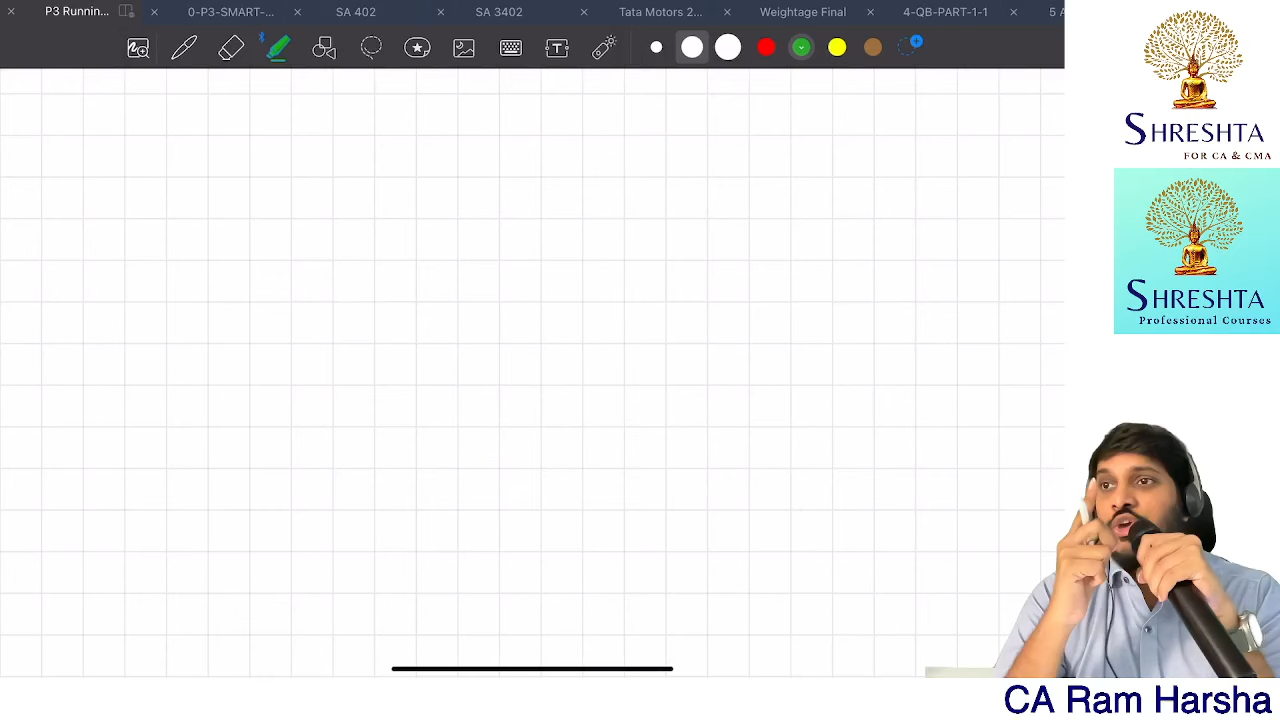 P3 Runnin...
0-P3-SMART-...
SA 402
SA 3402
Tata Motors 2...
Weightage Final
4-QB-PART-1-1
5 A
T
SHRESHTA
FOR CA & CMA
SHRESHTA
Professional Courses
CA Ram Harsha